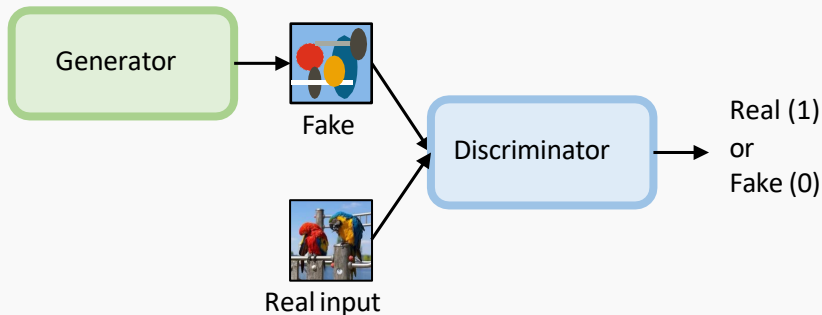 Generator
Fake
Discriminator
Real (1)
or
Fake (0)
Real input